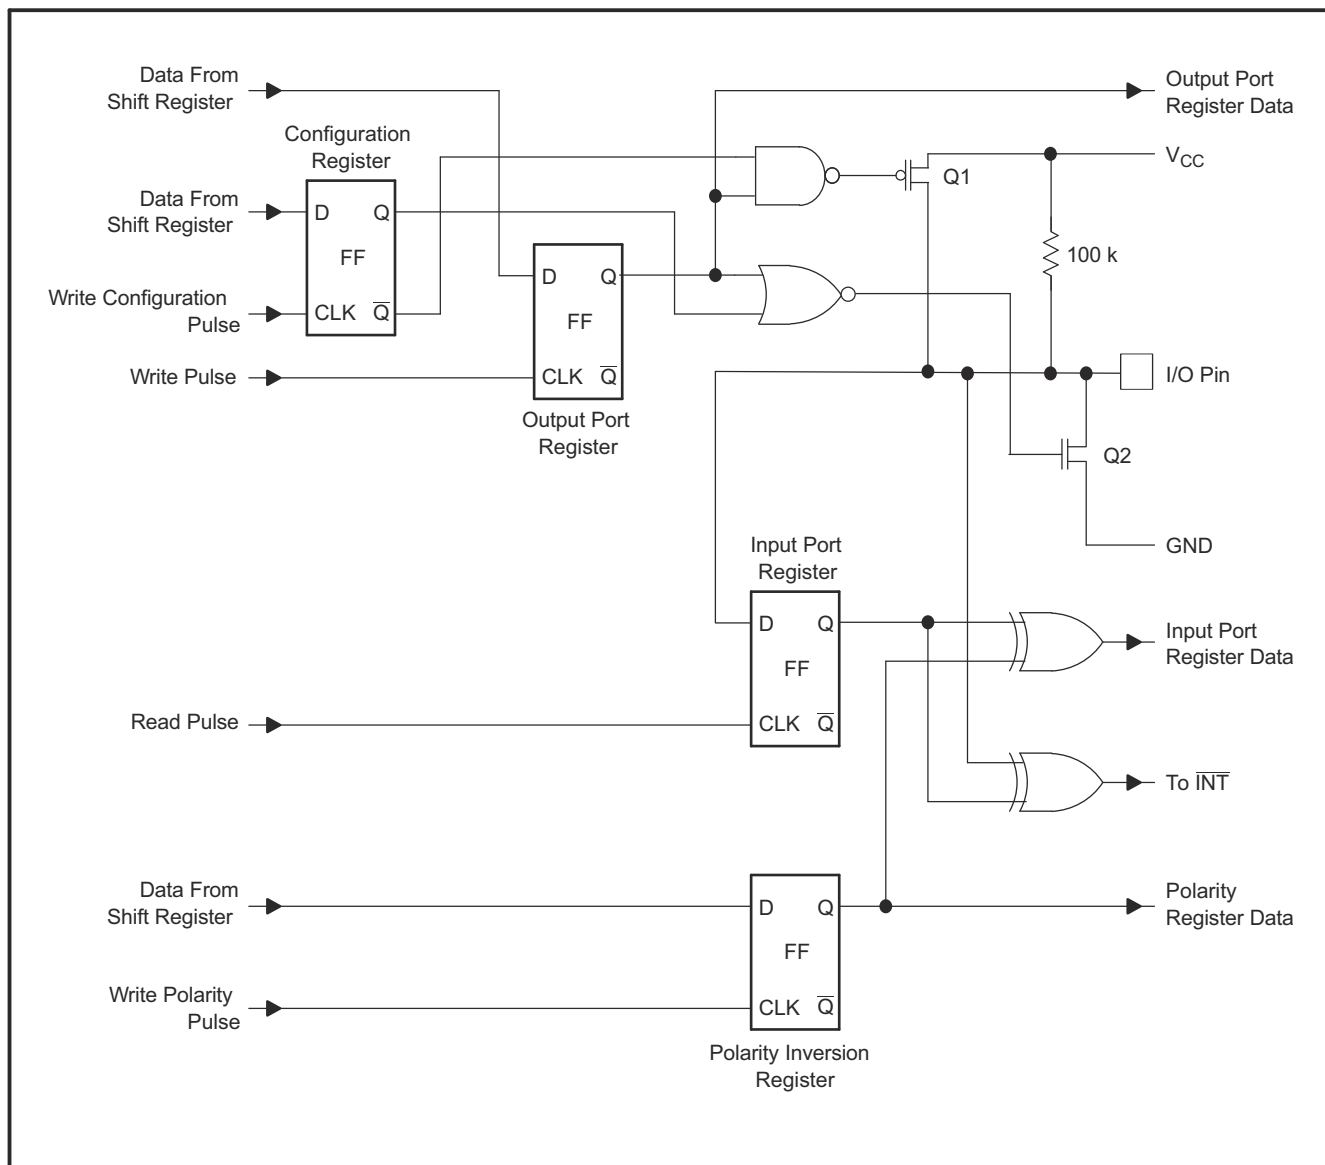 Data From
Shift Register
Output Port
Register Data
Configuration
Register
V_CC
Q1
Data From
Shift Register
D
Q
FF
CLK
Q̅
100 k
D
Q
FF
CLK
Q̅
Write Configuration
Pulse
Write Pulse
I/O Pin
Output Port
Register
Q2
GND
Input Port
Register
D
Q
FF
CLK
Q̅
Input Port
Register Data
Read Pulse
To I̅N̅T̅
Data From
Shift Register
D
Q
FF
CLK
Q̅
Polarity
Register Data
Write Polarity
Pulse
Polarity Inversion
Register